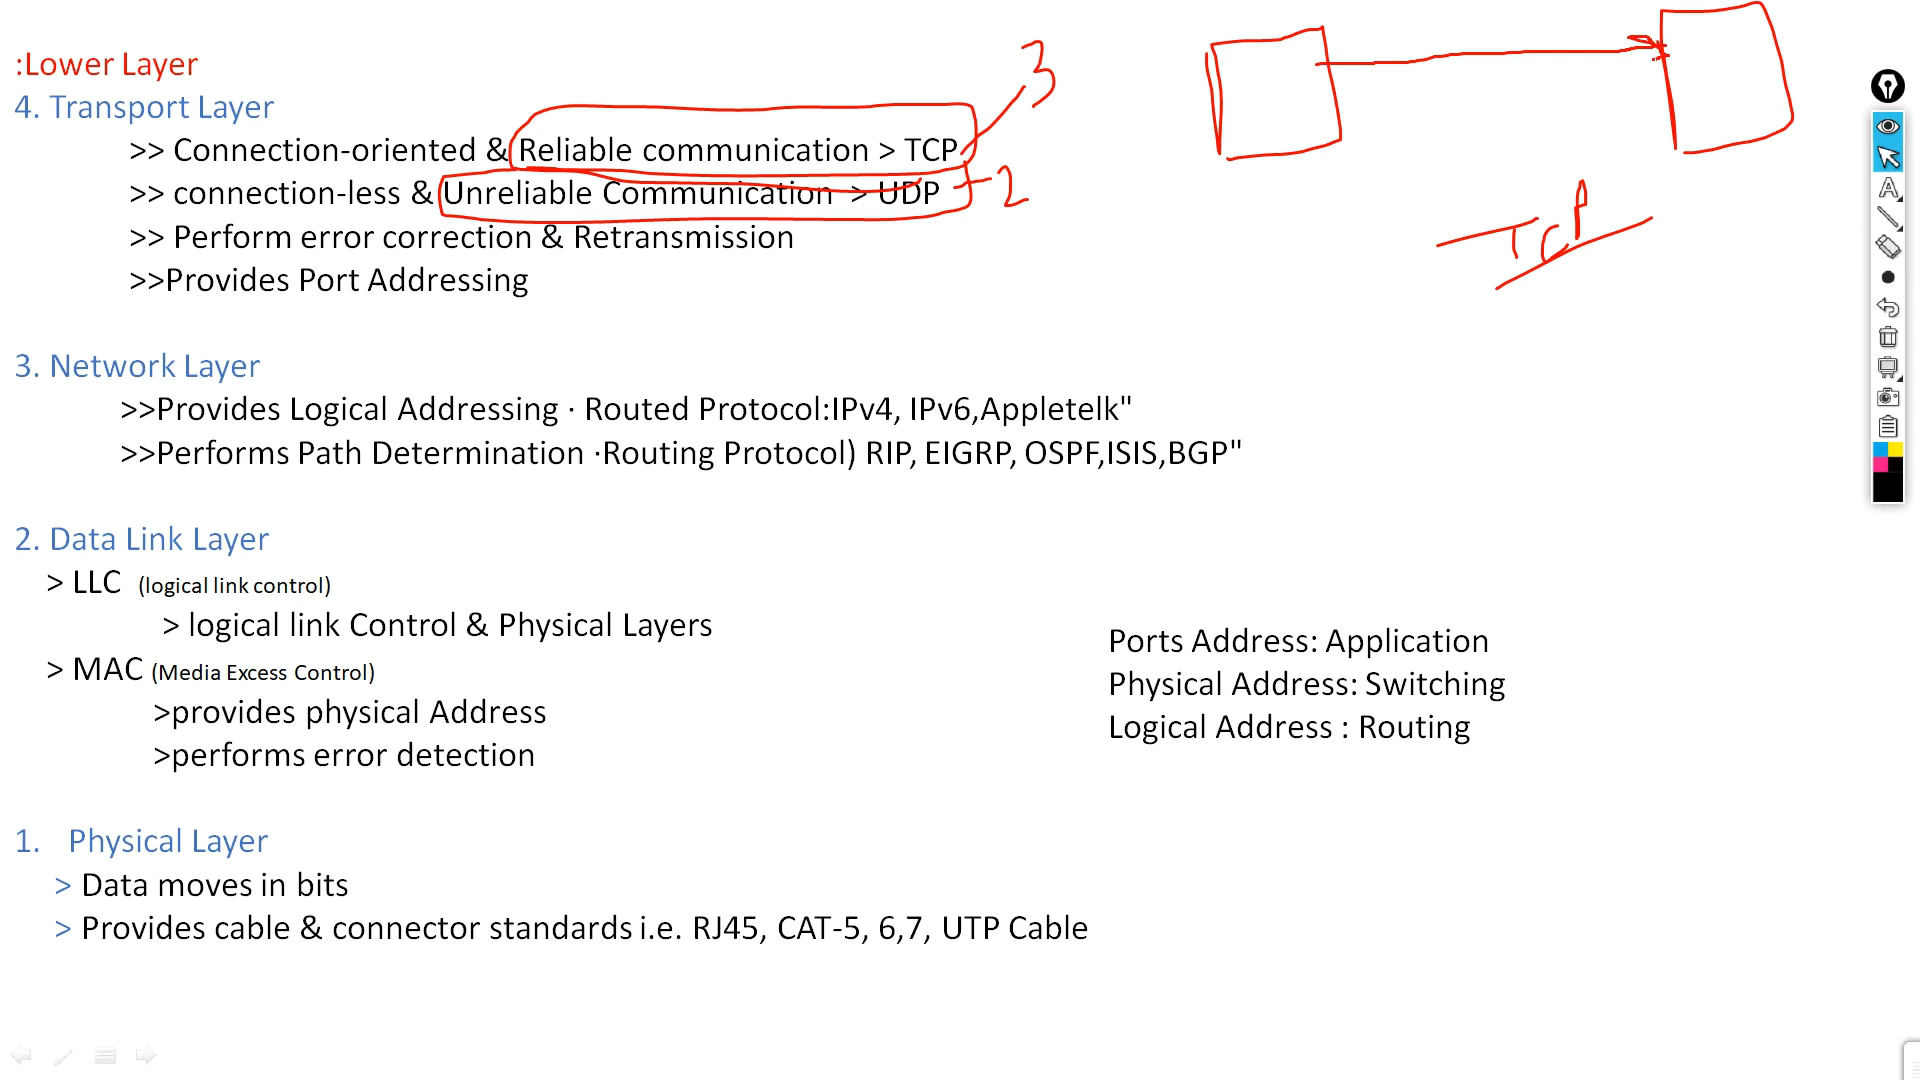 :Lower Layer
4. Transport Layer
>> Connection-oriented & Reliable communication > TCP
3
>> connection-less & Unreliable Communication > UDP
2
>> Perform error correction & Retransmission
>>Provides Port Addressing
TCP
3. Network Layer
>>Provides Logical Addressing · Routed Protocol:IPv4, IPv6,Appletelk"
>>Performs Path Determination ·Routing Protocol) RIP, EIGRP, OSPF,ISIS,BGP"
2. Data Link Layer
> LLC (logical link control)
> logical link Control & Physical Layers
> MAC (Media Excess Control)
>provides physical Address
>performs error detection
Ports Address: Application
Physical Address: Switching
Logical Address : Routing
1. Physical Layer
> Data moves in bits
> Provides cable & connector standards i.e. RJ45, CAT-5, 6,7, UTP Cable